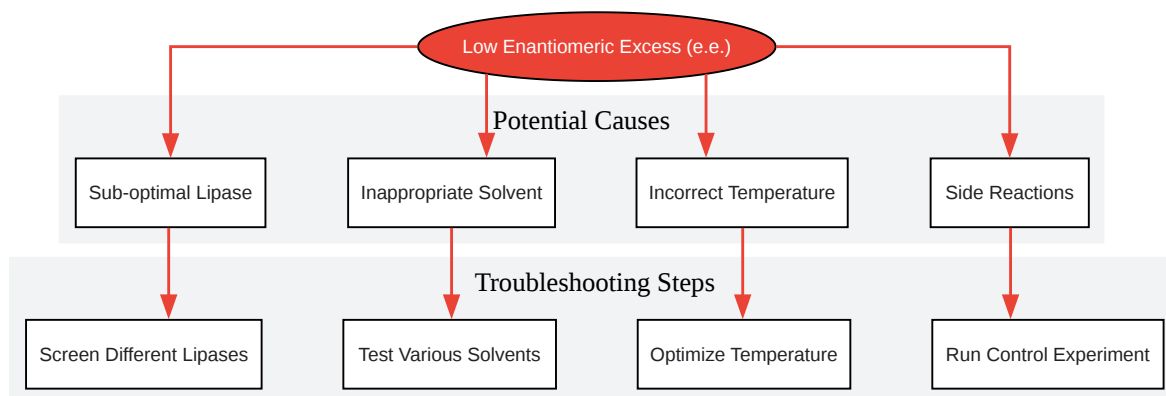 Low Enantiomeric Excess (e.e.)
Potential Causes
Sub-optimal Lipase
Inappropriate Solvent
Incorrect Temperature
Side Reactions
Troubleshooting Steps
Screen Different Lipases
Test Various Solvents
Optimize Temperature
Run Control Experiment